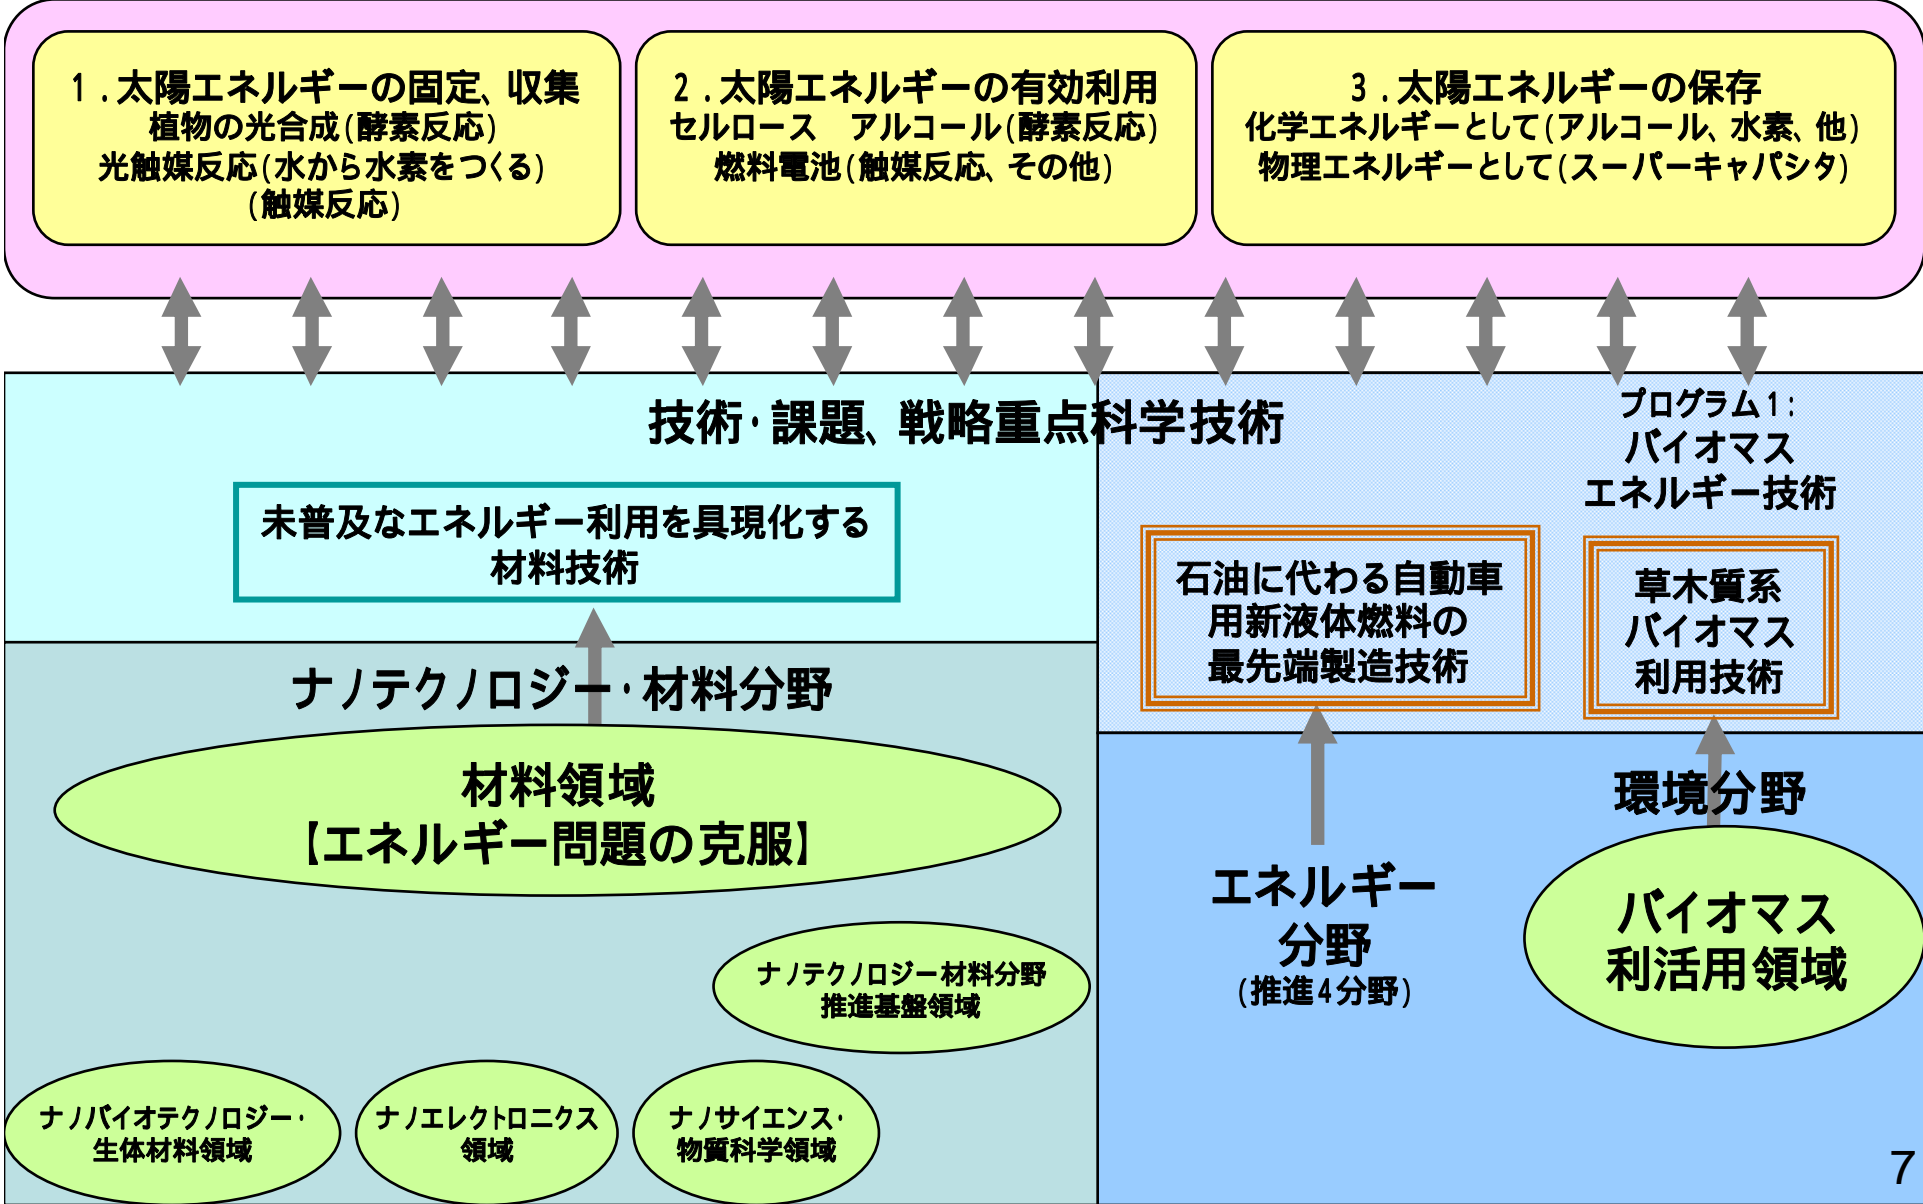 1．太陽エネルギーの固定、収集
植物の光合成(酵素反応)
光触媒反応(水から水素をつくる)
(触媒反応)
2．太陽エネルギーの有効利用
セルロース　アルコール(酵素反応)
燃料電池(触媒反応、その他)
3．太陽エネルギーの保存
化学エネルギーとして(アルコール、水素、他)
物理エネルギーとして(スーパーキャパシタ)
技術・課題、戦略重点科学技術
未普及なエネルギー利用を具現化する
材料技術
プログラム1:
バイオマス
エネルギー技術
石油に代わる自動車
用新液体燃料の
最先端製造技術
草木質系
バイオマス
利用技術
ナノテクノロジー・材料分野
材料領域
【エネルギー問題の克服】
ナノテクノロジー材料分野
推進基盤領域
ナノバイオテクノロジー・
生体材料領域
ナノエレクトロニクス
領域
ナノサイエンス・
物質科学領域
エネルギー
分野
(推進4分野)
環境分野
バイオマス
利活用領域
7